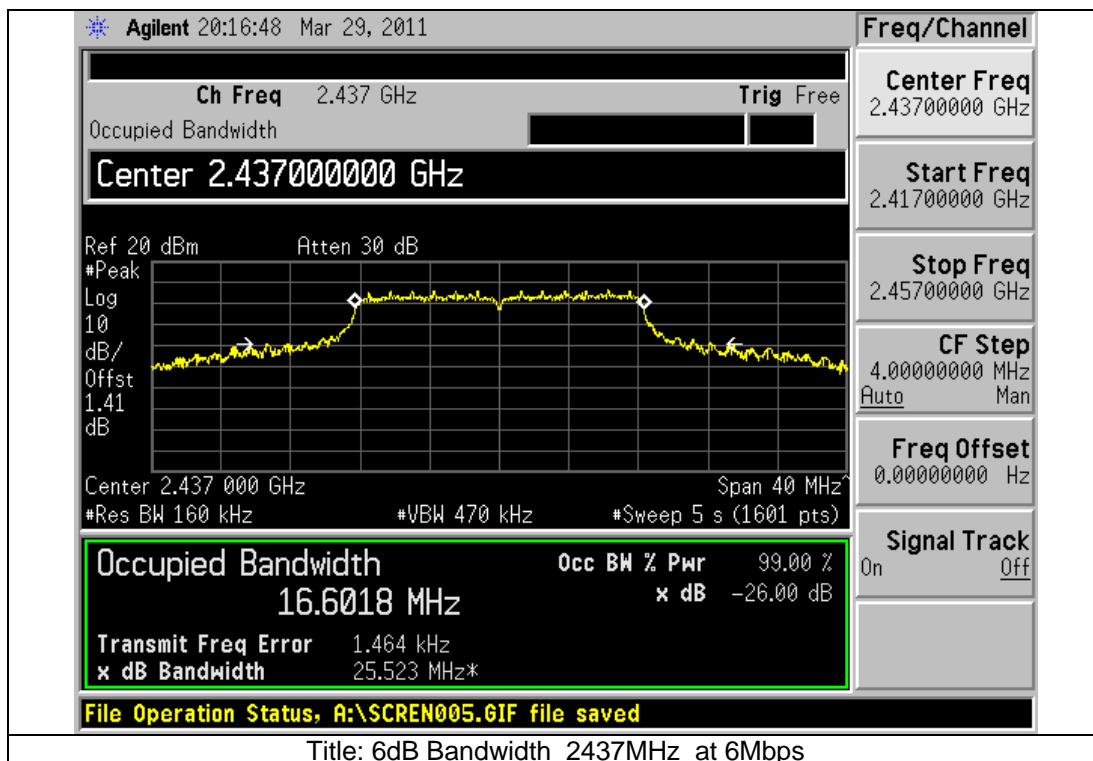 Agilent 20:16:48 Mar 29, 2011
Freq/Channel
Ch Freq 2.437 GHz Trig Free
Occupied Bandwidth
Center 2.437000000 GHz
Ref 20 dBm Atten 30 dB
#Peak
Log
10
dB/
Offst
1.41
dB
Center 2.437 000 GHz Span 40 MHz^
#Res BW 160 kHz #VBW 470 kHz #Sweep 5 s (1601 pts)
Occupied Bandwidth Occ BW % Pwr 99.00 %
16.6018 MHz x dB -26.00 dB
Transmit Freq Error 1.464 kHz
x dB Bandwidth 25.523 MHz*
File Operation Status, A:\SCREN005.GIF file saved
Center Freq
2.43700000 GHz
Start Freq
2.41700000 GHz
Stop Freq
2.45700000 GHz
CF Step
4.00000000 MHz
Auto Man
Freq Offset
0.00000000 Hz
Signal Track
On Off
Title: 6dB Bandwidth 2437MHz at 6Mbps